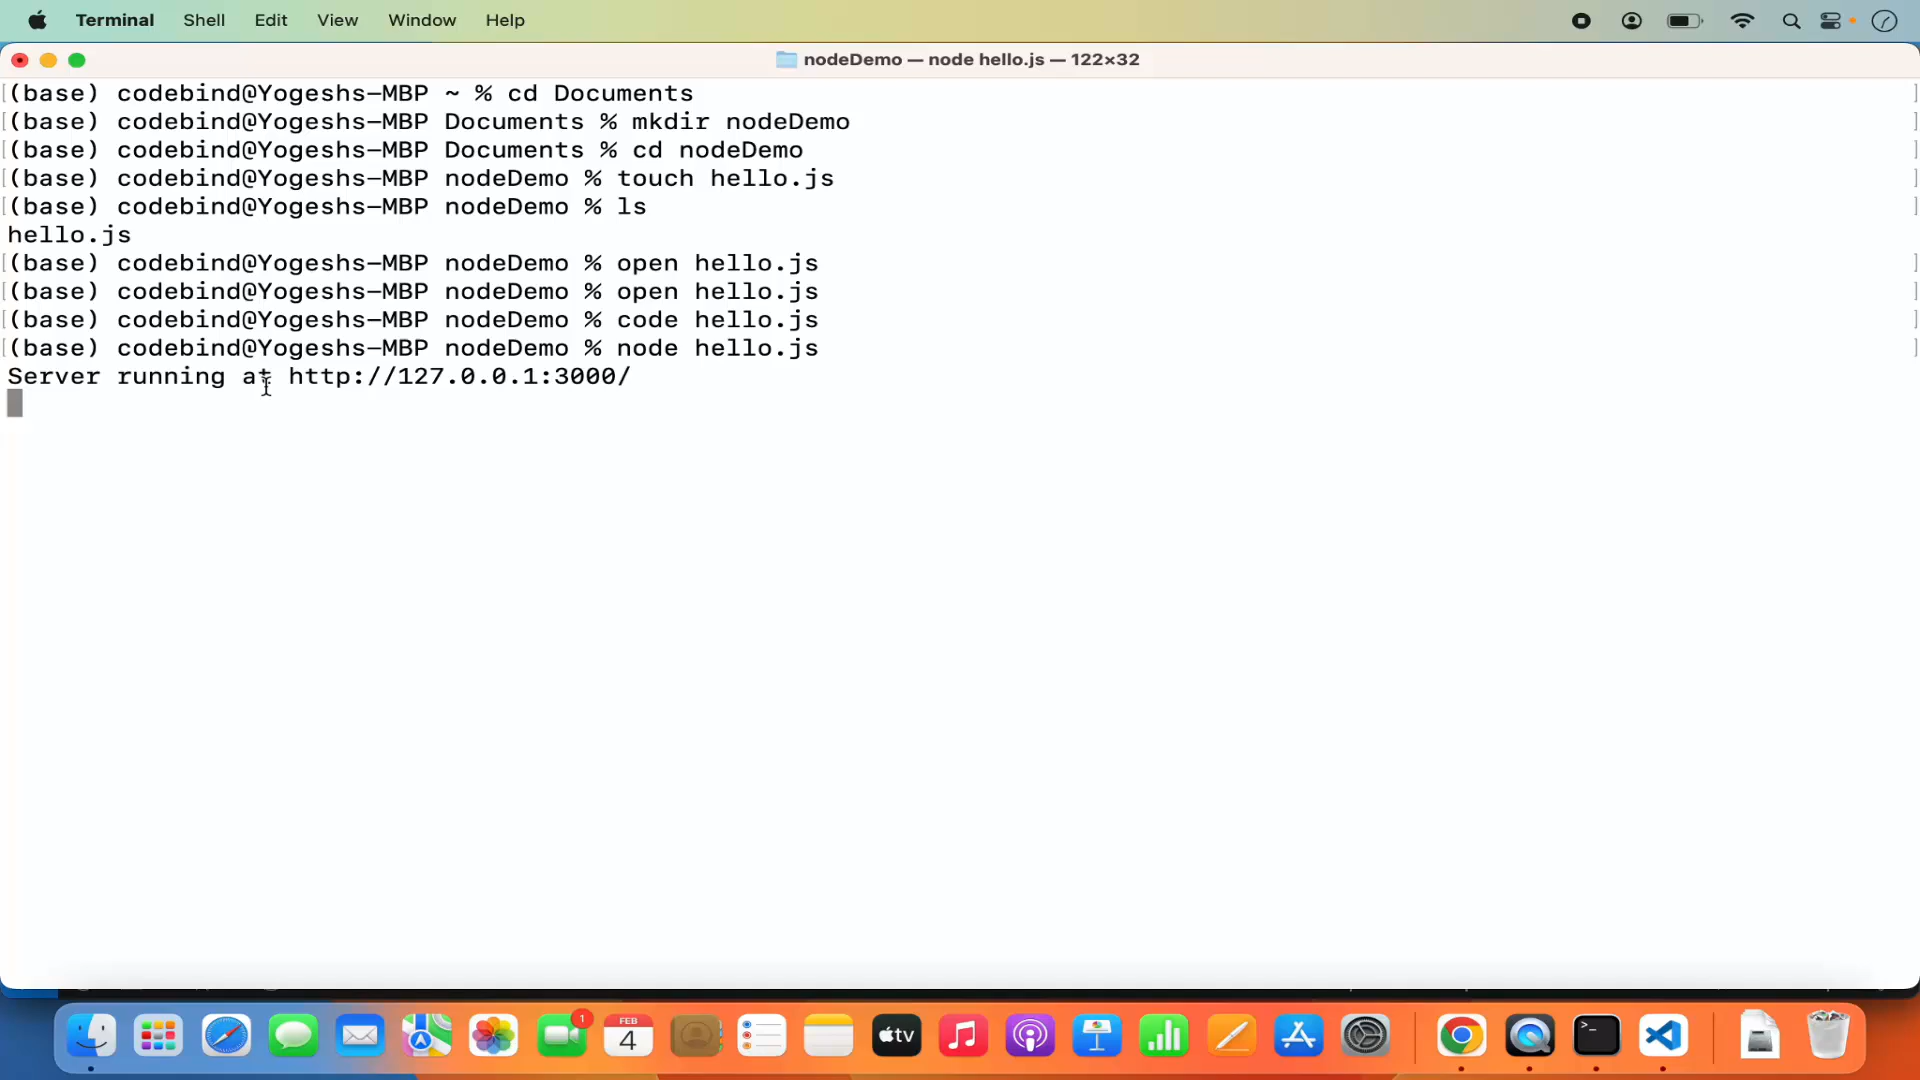 Terminal Shell Edit View Window Help
nodeDemo — node hello.js — 122×32
(base) codebind@Yogeshs-MBP ~ % cd Documents
(base) codebind@Yogeshs-MBP Documents % mkdir nodeDemo
(base) codebind@Yogeshs-MBP Documents % cd nodeDemo
(base) codebind@Yogeshs-MBP nodeDemo % touch hello.js
(base) codebind@Yogeshs-MBP nodeDemo % ls
hello.js
(base) codebind@Yogeshs-MBP nodeDemo % open hello.js
(base) codebind@Yogeshs-MBP nodeDemo % open hello.js
(base) codebind@Yogeshs-MBP nodeDemo % code hello.js
(base) codebind@Yogeshs-MBP nodeDemo % node hello.js
Server running at http://127.0.0.1:3000/
1
FEB
4
tv
>_